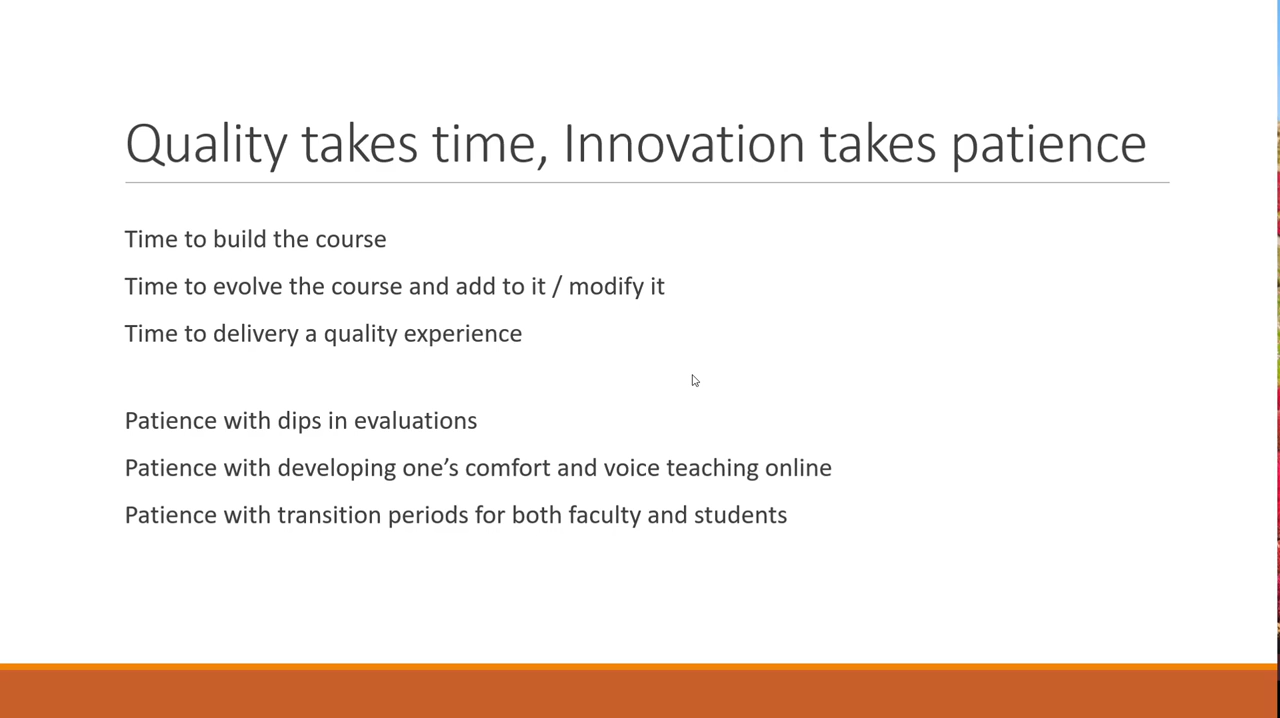 Quality takes time, Innovation takes patience
Time to build the course
Time to evolve the course and add to it / modify it
Time to delivery a quality experience
Patience with dips in evaluations
Patience with developing one’s comfort and voice teaching online
Patience with transition periods for both faculty and students